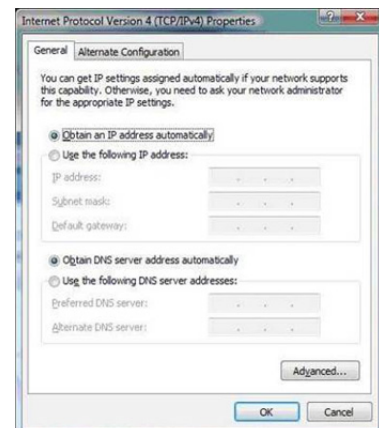 Internet Protocol Version 4 (TCP/IPv4) Properties
General
Alternate Configuration
You can get IP settings assigned automatically if your network supports
this capability. Otherwise, you need to ask your network administrator
for the appropriate IP settings.
Obtain an IP address automatically
Use the following IP address:
IP address:
Subnet mask:
Default gateway:
Obtain DNS server address automatically
Use the following DNS server addresses:
Preferred DNS server:
Alternate DNS server:
Advanced...
OK
Cancel